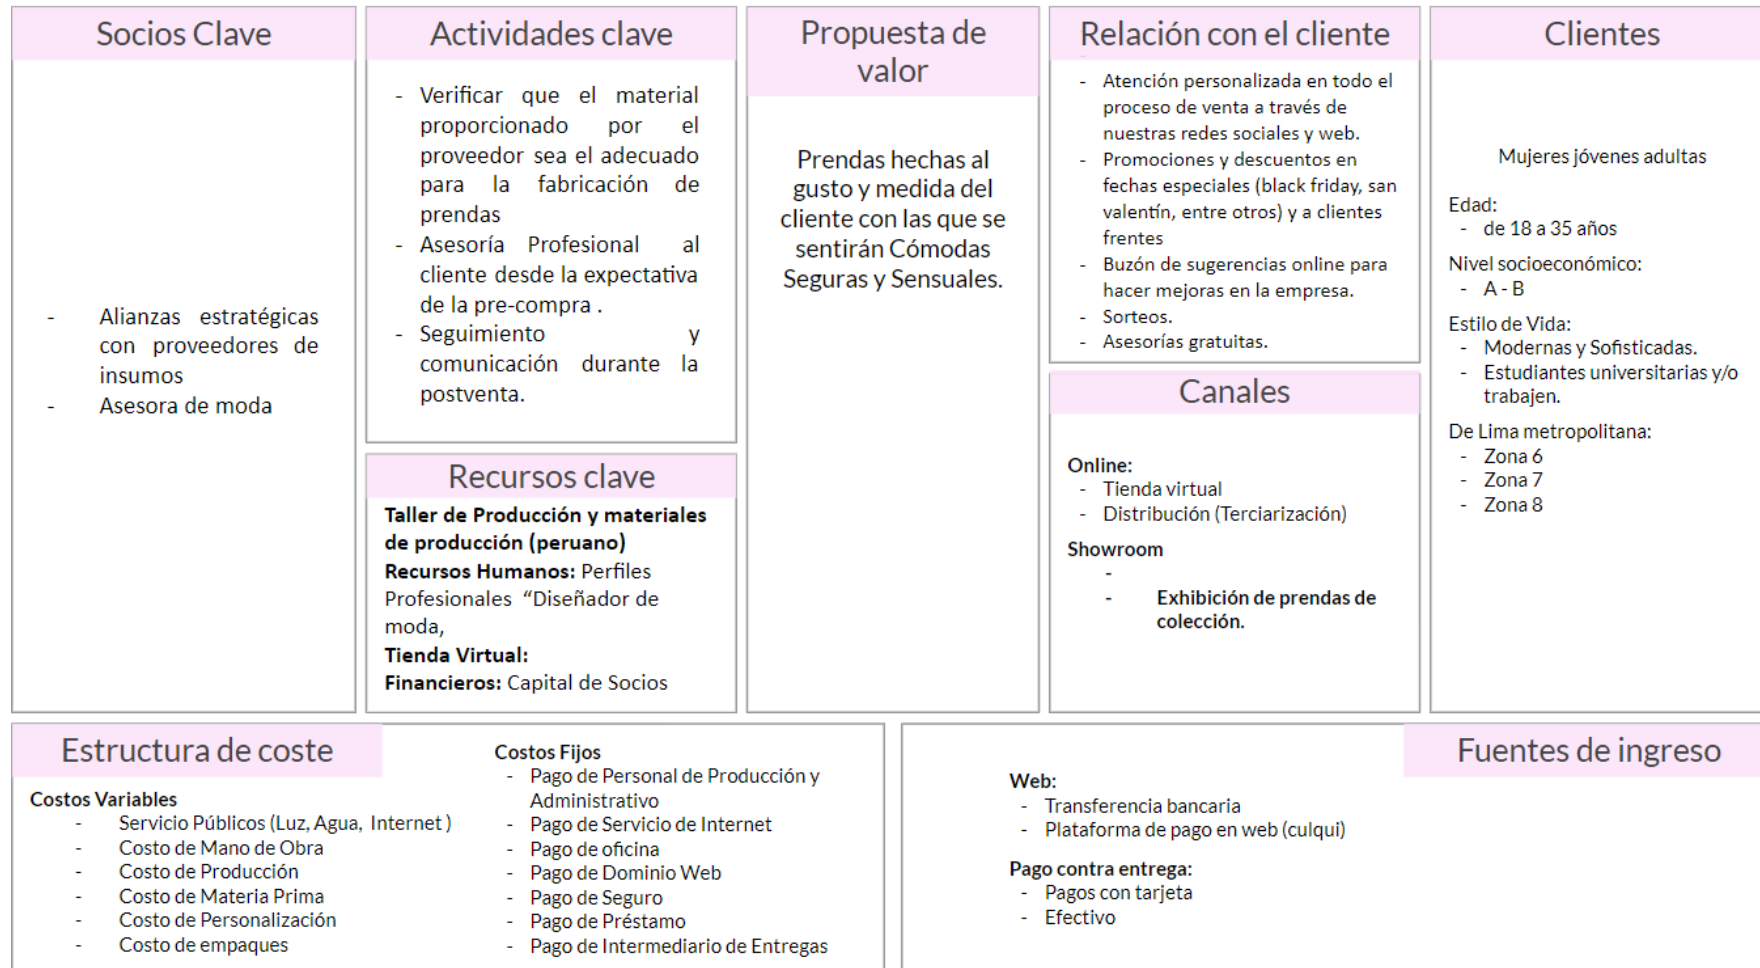 Socios Clave
- Alianzas estratégicas
con proveedores de
insumos
- Asesora de moda
Actividades clave
- Verificar que el material
proporcionado por el
proveedor sea el adecuado
para la fabricación de
prendas
- Asesoría Profesional al
cliente desde la expectativa
de la pre-compra .
- Seguimiento y
comunicación durante la
postventa.
Recursos clave
Taller de Producción y materiales
de producción (peruano)
Recursos Humanos: Perfiles
Profesionales “Diseñador de
moda,
Tienda Virtual:
Financieros: Capital de Socios
Propuesta de
valor
Prendas hechas al
gusto y medida del
cliente con las que se
sentirán Cómodas
Seguras y Sensuales.
Relación con el cliente
- Atención personalizada en todo el
proceso de venta a través de
nuestras redes sociales y web.
- Promociones y descuentos en
fechas especiales (black friday, san
valentín, entre otros) y a clientes
frentes
- Buzón de sugerencias online para
hacer mejoras en la empresa.
- Sorteos.
- Asesorías gratuitas.
Canales
Online:
- Tienda virtual
- Distribución (Terciarización)
Showroom
-
- Exhibición de prendas de
colección.
Clientes
Mujeres jóvenes adultas
Edad:
- de 18 a 35 años
Nivel socioeconómico:
- A - B
Estilo de Vida:
- Modernas y Sofisticadas.
- Estudiantes universitarias y/o
trabajen.
De Lima metropolitana:
- Zona 6
- Zona 7
- Zona 8
Estructura de coste
Costos Variables
- Servicio Públicos (Luz, Agua, Internet )
- Costo de Mano de Obra
- Costo de Producción
- Costo de Materia Prima
- Costo de Personalización
- Costo de empaques
Costos Fijos
- Pago de Personal de Producción y
Administrativo
- Pago de Servicio de Internet
- Pago de oficina
- Pago de Dominio Web
- Pago de Seguro
- Pago de Préstamo
- Pago de Intermediario de Entregas
Fuentes de ingreso
Web:
- Transferencia bancaria
- Plataforma de pago en web (culqui)
Pago contra entrega:
- Pagos con tarjeta
- Efectivo